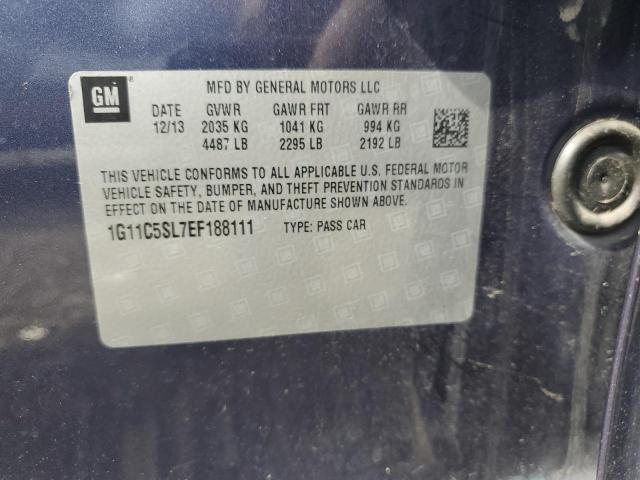 GM ® MFD BY GENERAL MOTORS LLC
DATE GVWR GAWR FRT GAWR RR
12/13 2035 KG 1041 KG 994 KG
4487 LB 2295 LB 2192 LB
THIS VEHICLE CONFORMS TO ALL APPLICABLE U.S. FEDERAL MOTOR
VEHICLE SAFETY, BUMPER, AND THEFT PREVENTION STANDARDS IN
EFFECT ON THE DATE OF MANUFACTURE SHOWN ABOVE.
1G11C5SL7EF188111 TYPE: PASS CAR